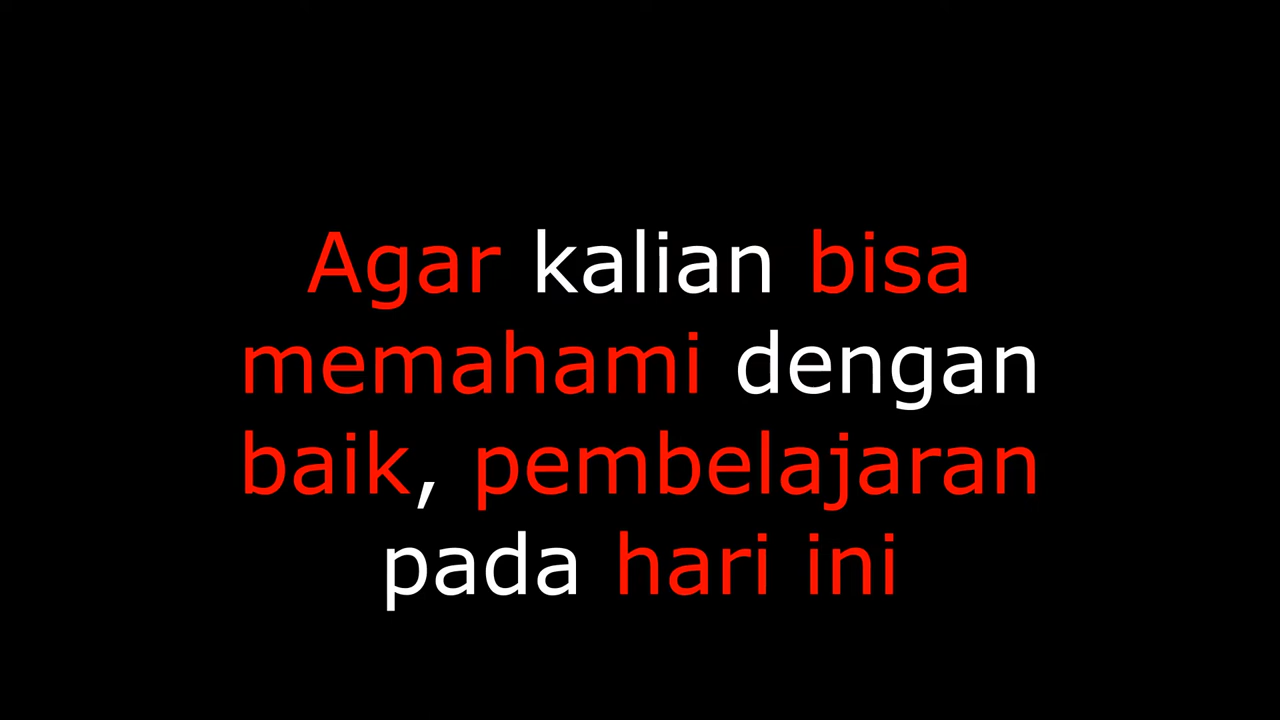 Agar kalian bisa
memahami dengan
baik, pembelajaran
pada hari ini